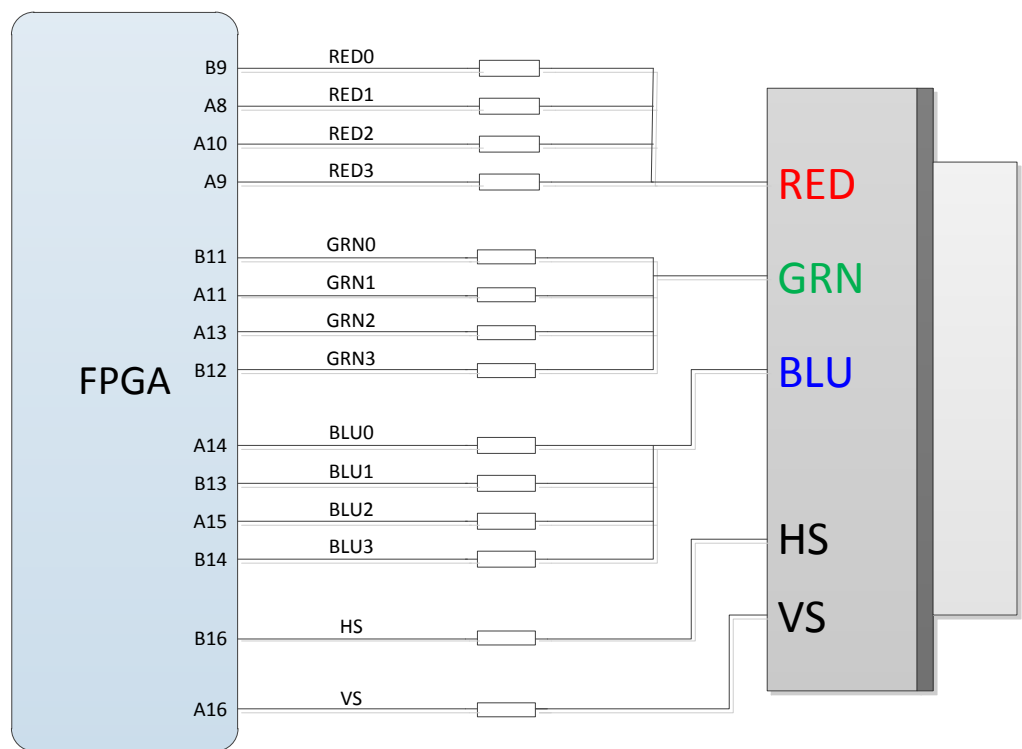 B9 RED0
A8 RED1
A10 RED2
A9 RED3
RED
B11 GRN0
A11 GRN1
GRN
A13 GRN2
B12 GRN3
FPGA
BLU
A14 BLU0
B13 BLU1
A15 BLU2
B14 BLU3
HS
B16 HS
VS
A16 VS